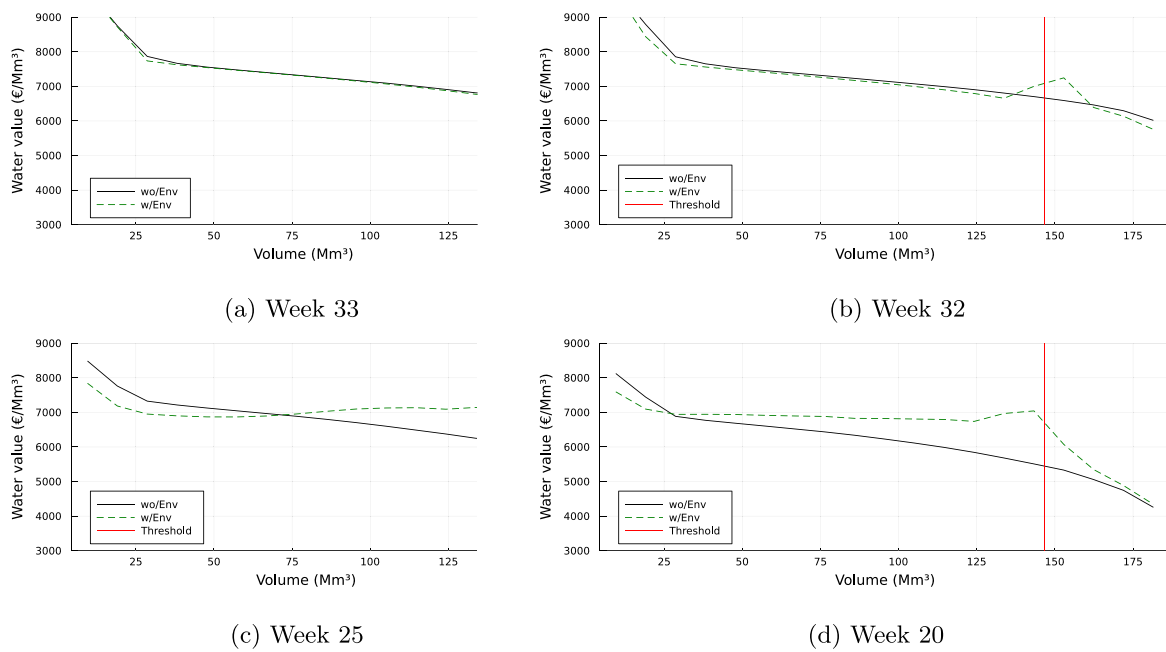 9000
8000
7000
6000
5000
4000
3000
Water value (€/Mm³)
wo/Env
w/Env
25
50
75
100
125
Volume (Mm³)
(a) Week 33
9000
8000
7000
6000
5000
4000
3000
Water value (€/Mm³)
wo/Env
w/Env
Threshold
25
50
75
100
125
150
175
Volume (Mm³)
(b) Week 32
9000
8000
7000
6000
5000
4000
3000
Water value (€/Mm³)
wo/Env
w/Env
Threshold
25
50
75
100
125
Volume (Mm³)
(c) Week 25
9000
8000
7000
6000
5000
4000
3000
Water value (€/Mm³)
wo/Env
w/Env
Threshold
25
50
75
100
125
150
175
Volume (Mm³)
(d) Week 20